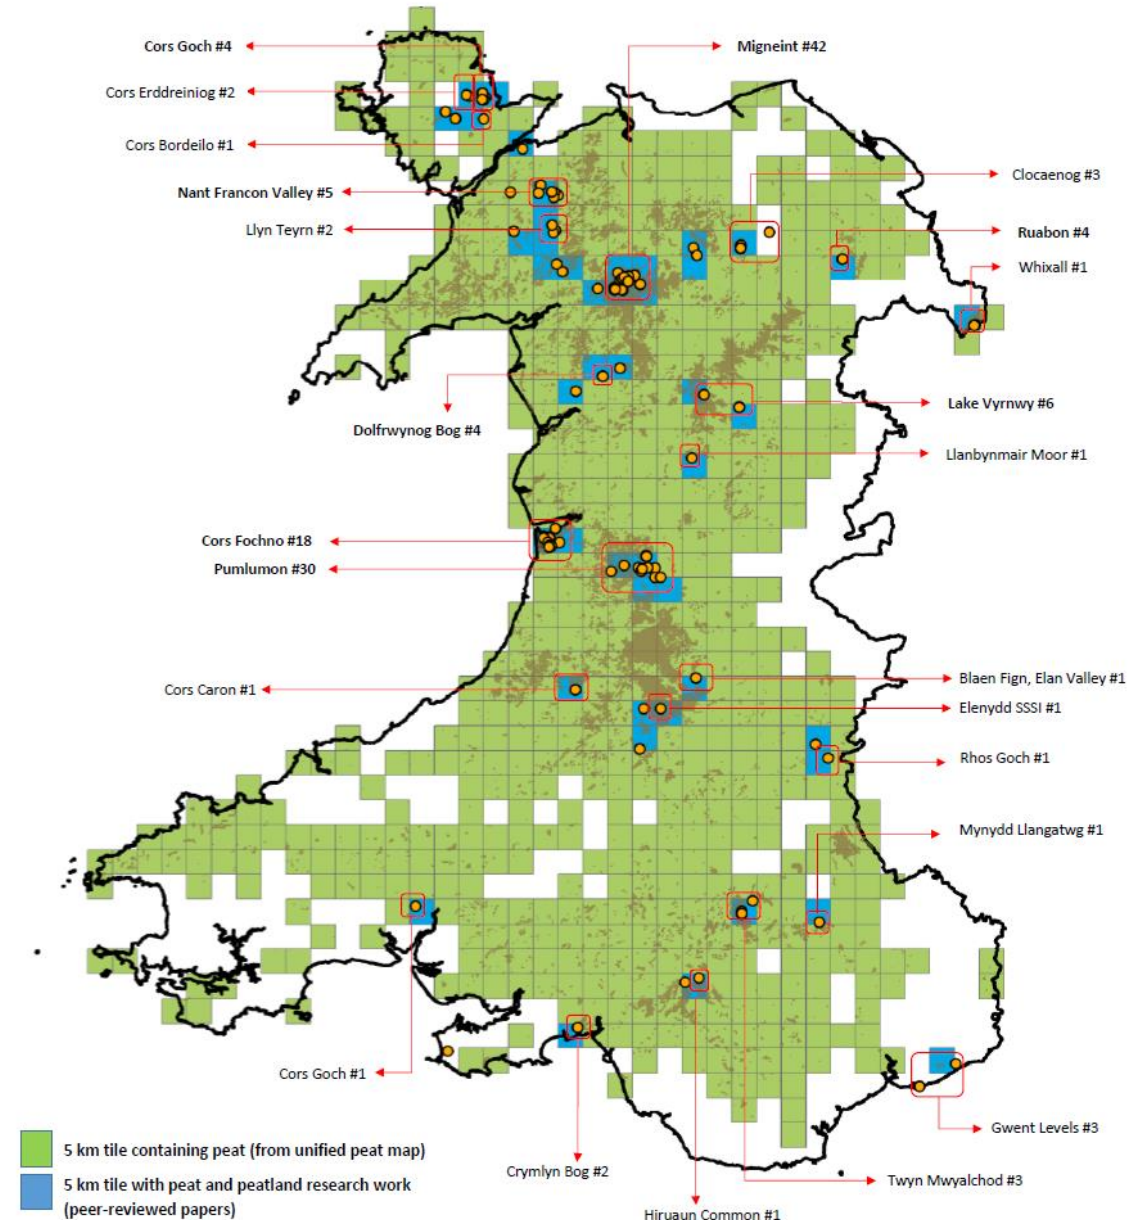 Cors Goch #4
Migneint #42
Cors Erddreiniog #2
Cors Bordeilo #1
Clocaenog #3
Nant Francon Valley #5
Llyn Teyrn #2
Ruabon #4
Whixall #1
Lake Vyrnwy #6
Dolfrwynog Bog #4
Llanbynmair Moor #1
Cors Fochno #18
Pumlumon #30
Cors Caron #1
Blaen Fign, Elan Valley #1
Elenydd SSSI #1
Rhos Goch #1
Mynydd Llangatwg #1
Cors Goch #1
Gwent Levels #3
5 km tile containing peat (from unified peat map)
Crymlyn Bog #2
Twyn Mwyalchod #3
5 km tile with peat and peatland research work
(peer-reviewed papers)
Hiruaun Common #1